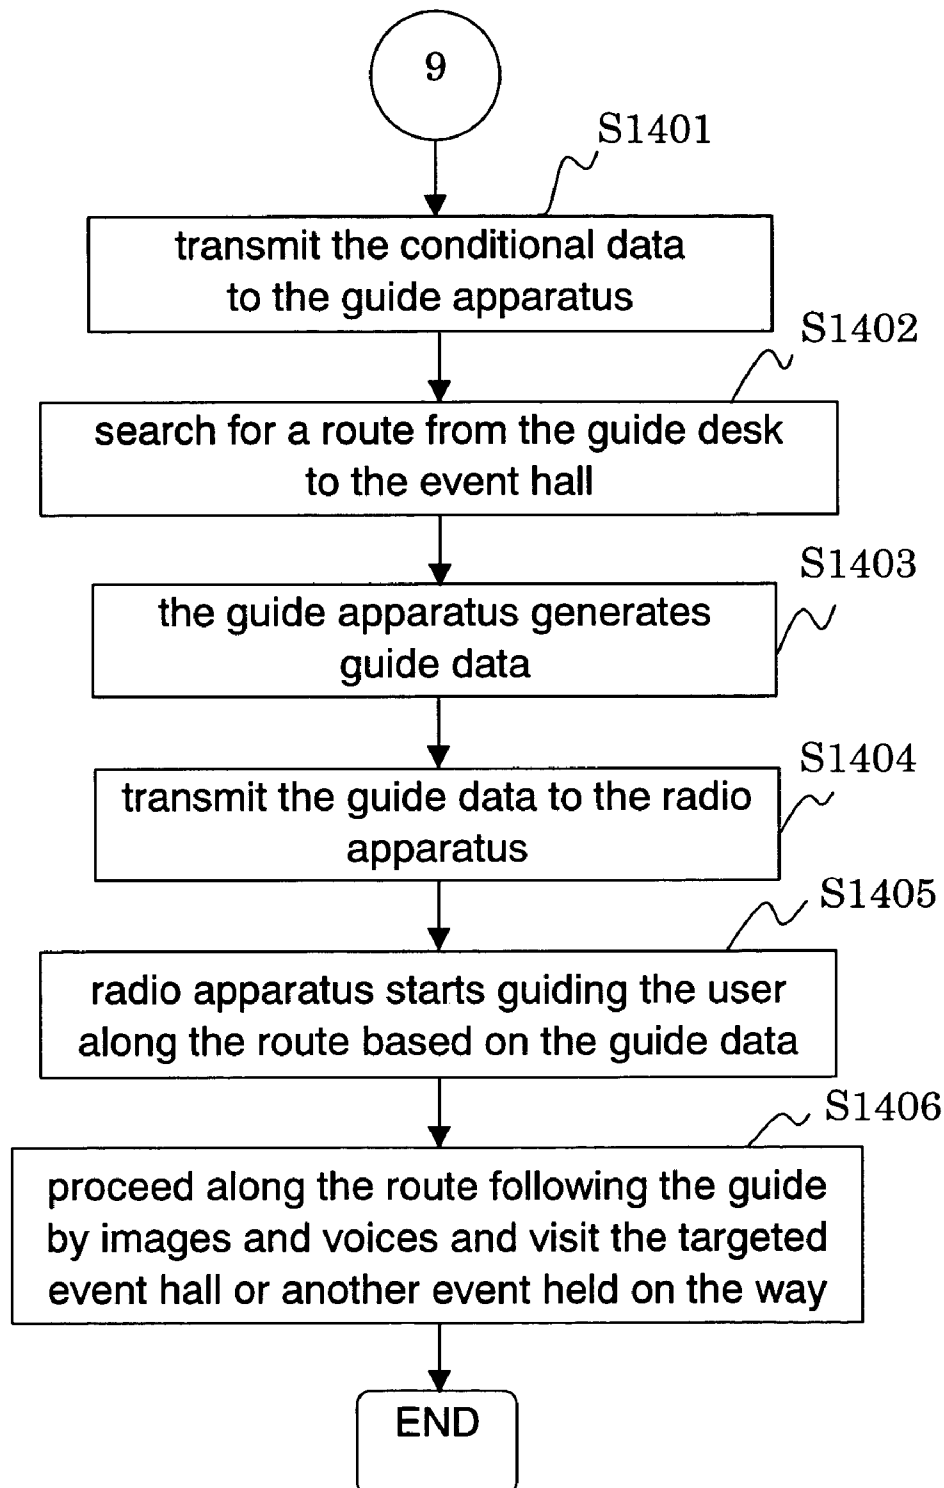 9
S1401
transmit the conditional data
to the guide apparatus
S1402
search for a route from the guide desk
to the event hall
S1403
the guide apparatus generates
guide data
S1404
transmit the guide data to the radio
apparatus
S1405
radio apparatus starts guiding the user
along the route based on the guide data
S1406
proceed along the route following the guide
by images and voices and visit the targeted
event hall or another event held on the way
END